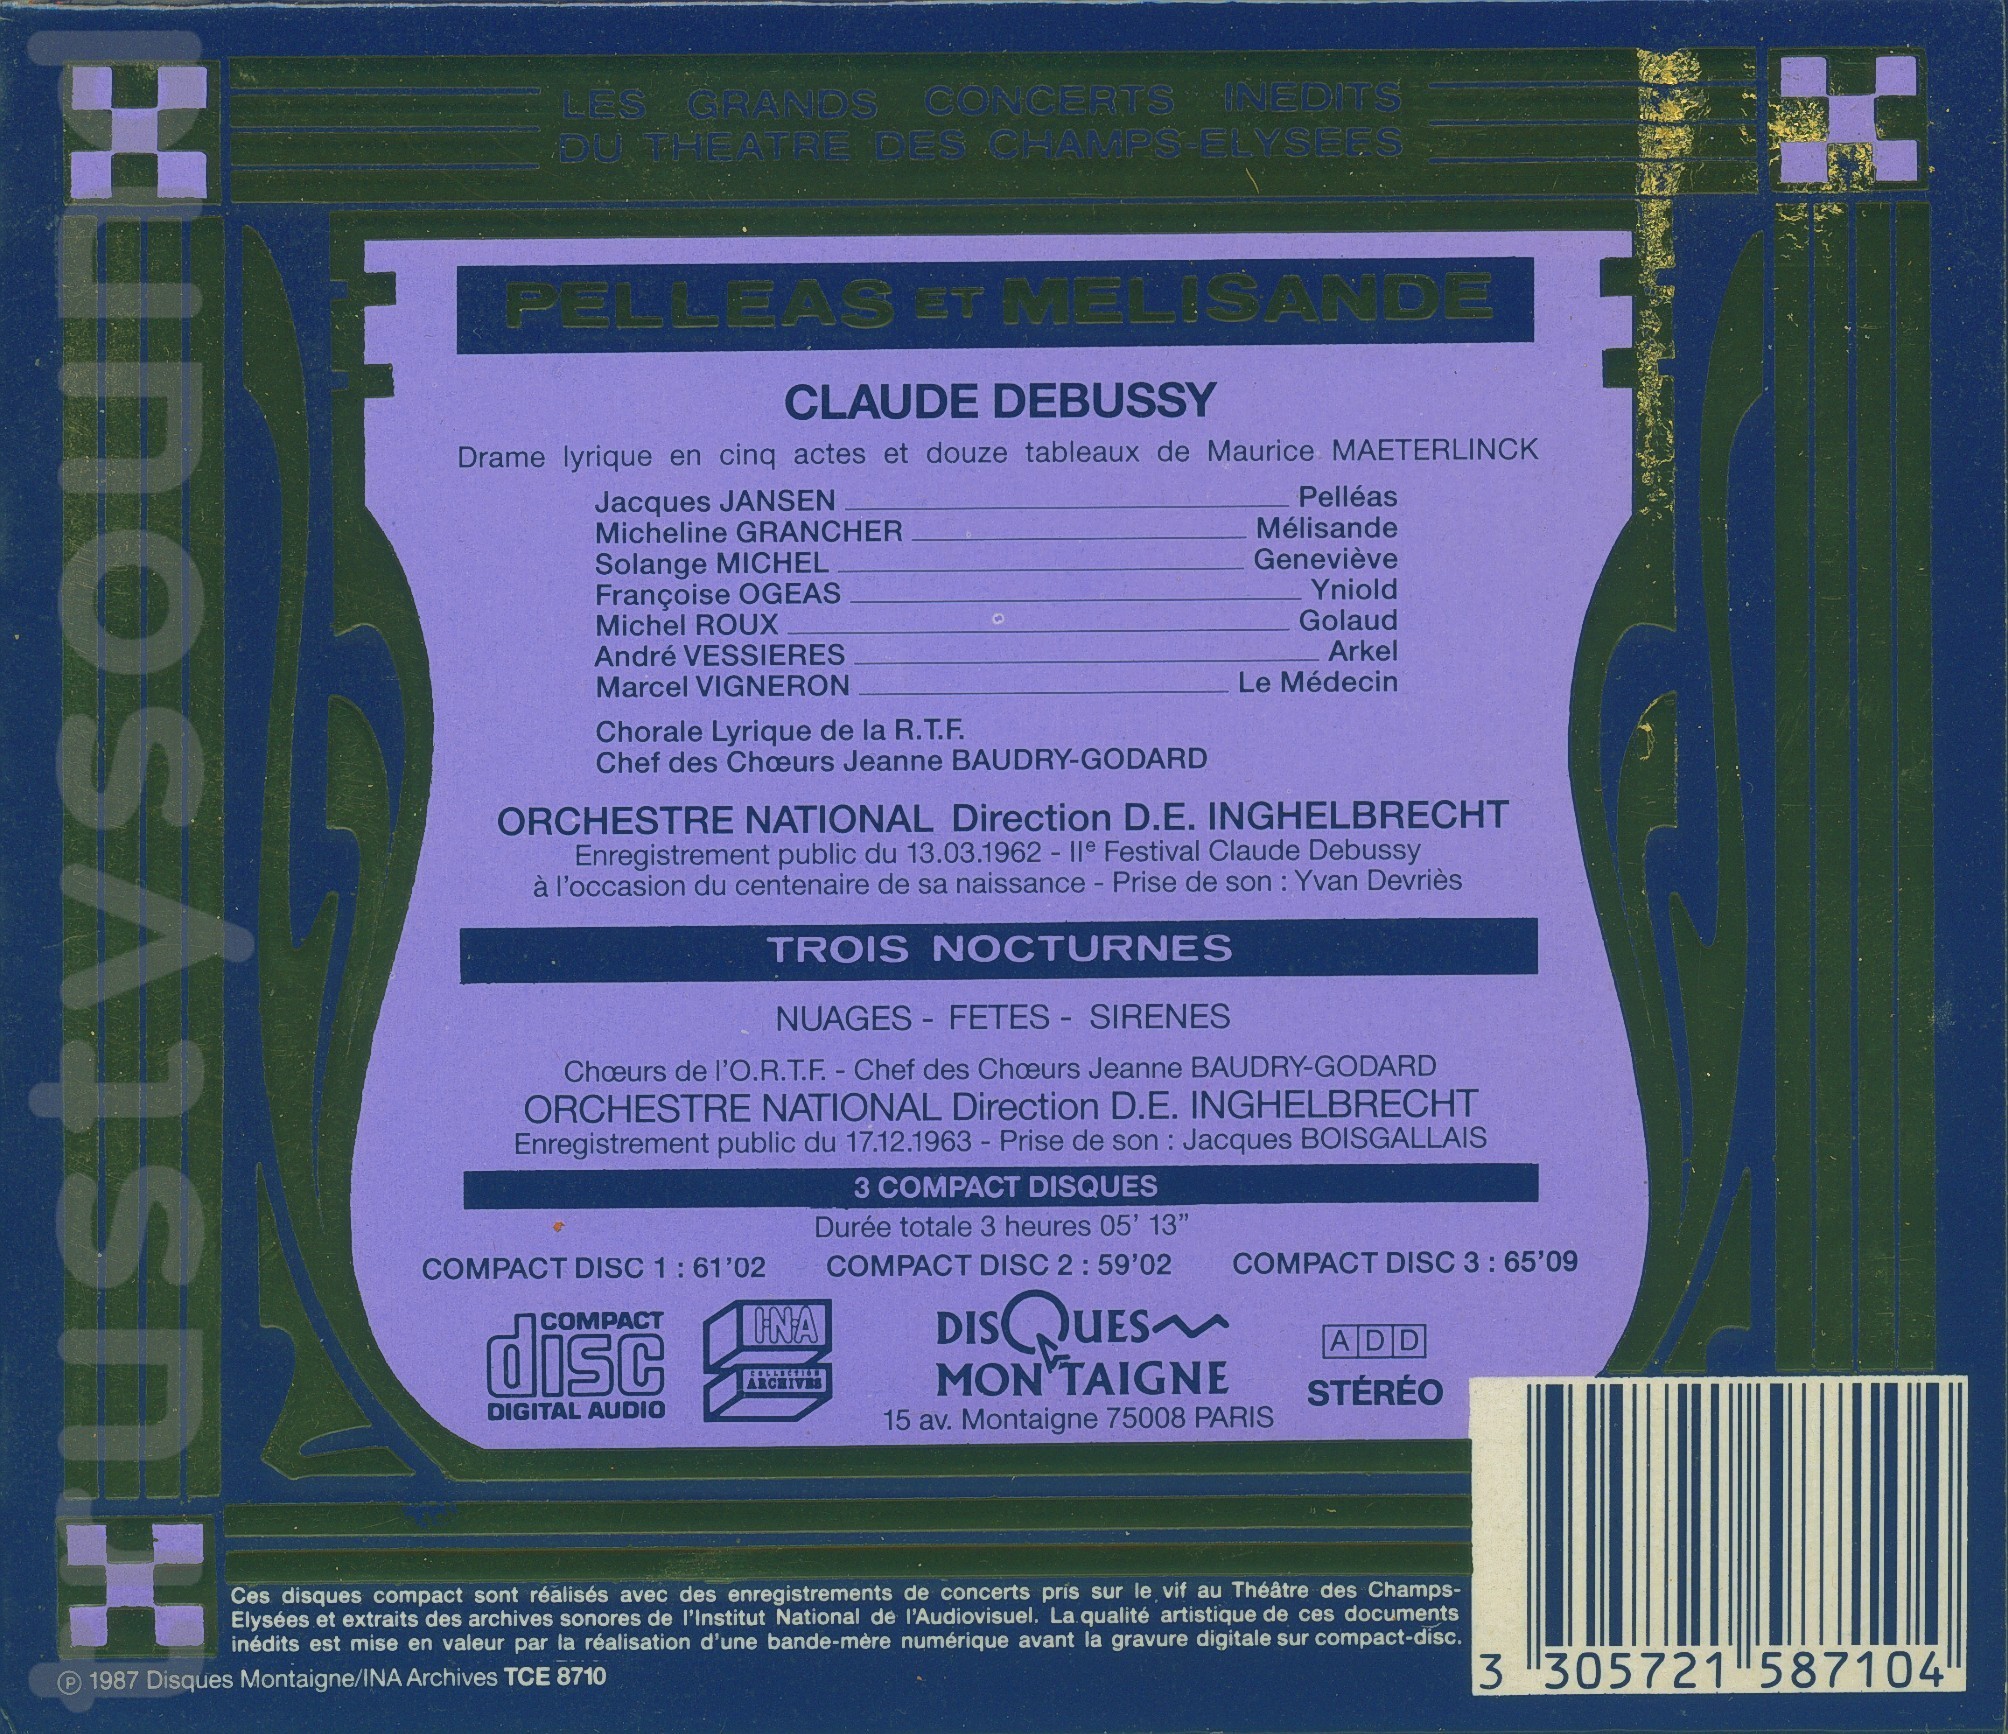 LES GRANDS CONCERTS INEDITS
DU THEATRE DES CHAMPS-ELYSEES
PELLEAS ET MELISANDE
CLAUDE DEBUSSY
Drame lyrique en cinq actes et douze tableaux de Maurice MAETERLINCK
Jacques JANSEN Pelléas
Micheline GRANCHER Mélisande
Solange MICHEL Geneviève
Françoise OGEAS Yniold
Michel ROUX Golaud
André VESSIERES Arkel
Marcel VIGNERON Le Médecin
Chorale Lyrique de la R.T.F.
Chef des Chœurs Jeanne BAUDRY-GODARD
ORCHESTRE NATIONAL Direction D.E. INGHELBRECHT
Enregistrement public du 13.03.1962 - IIe Festival Claude Debussy
à l'occasion du centenaire de sa naissance - Prise de son : Yvan Devriès
TROIS NOCTURNES
NUAGES - FETES - SIRENES
Chœurs de l'O.R.T.F. - Chef des Chœurs Jeanne BAUDRY-GODARD
ORCHESTRE NATIONAL Direction D.E. INGHELBRECHT
Enregistrement public du 17.12.1963 - Prise de son : Jacques BOISGALLAIS
3 COMPACT DISQUES
Durée totale 3 heures 05' 13"
COMPACT DISC 1 : 61'02 COMPACT DISC 2 : 59'02 COMPACT DISC 3 : 65'09
COMPACT
disc
DIGITAL AUDIO
INA
COLLECTION
ARCHIVES
DISQUES
MONTAIGNE
15 av. Montaigne 75008 PARIS
ADD
STÉRÉO
Ces disques compact sont réalisés avec des enregistrements de concerts pris sur le vif au Théâtre des Champs-
Elysées et extraits des archives sonores de l'Institut National de l'Audiovisuel. La qualité artistique de ces documents
inédits est mise en valeur par la réalisation d'une bande-mère numérique avant la gravure digitale sur compact-disc.
℗ 1987 Disques Montaigne/INA Archives TCE 8710
3 305721 587104
trustysound